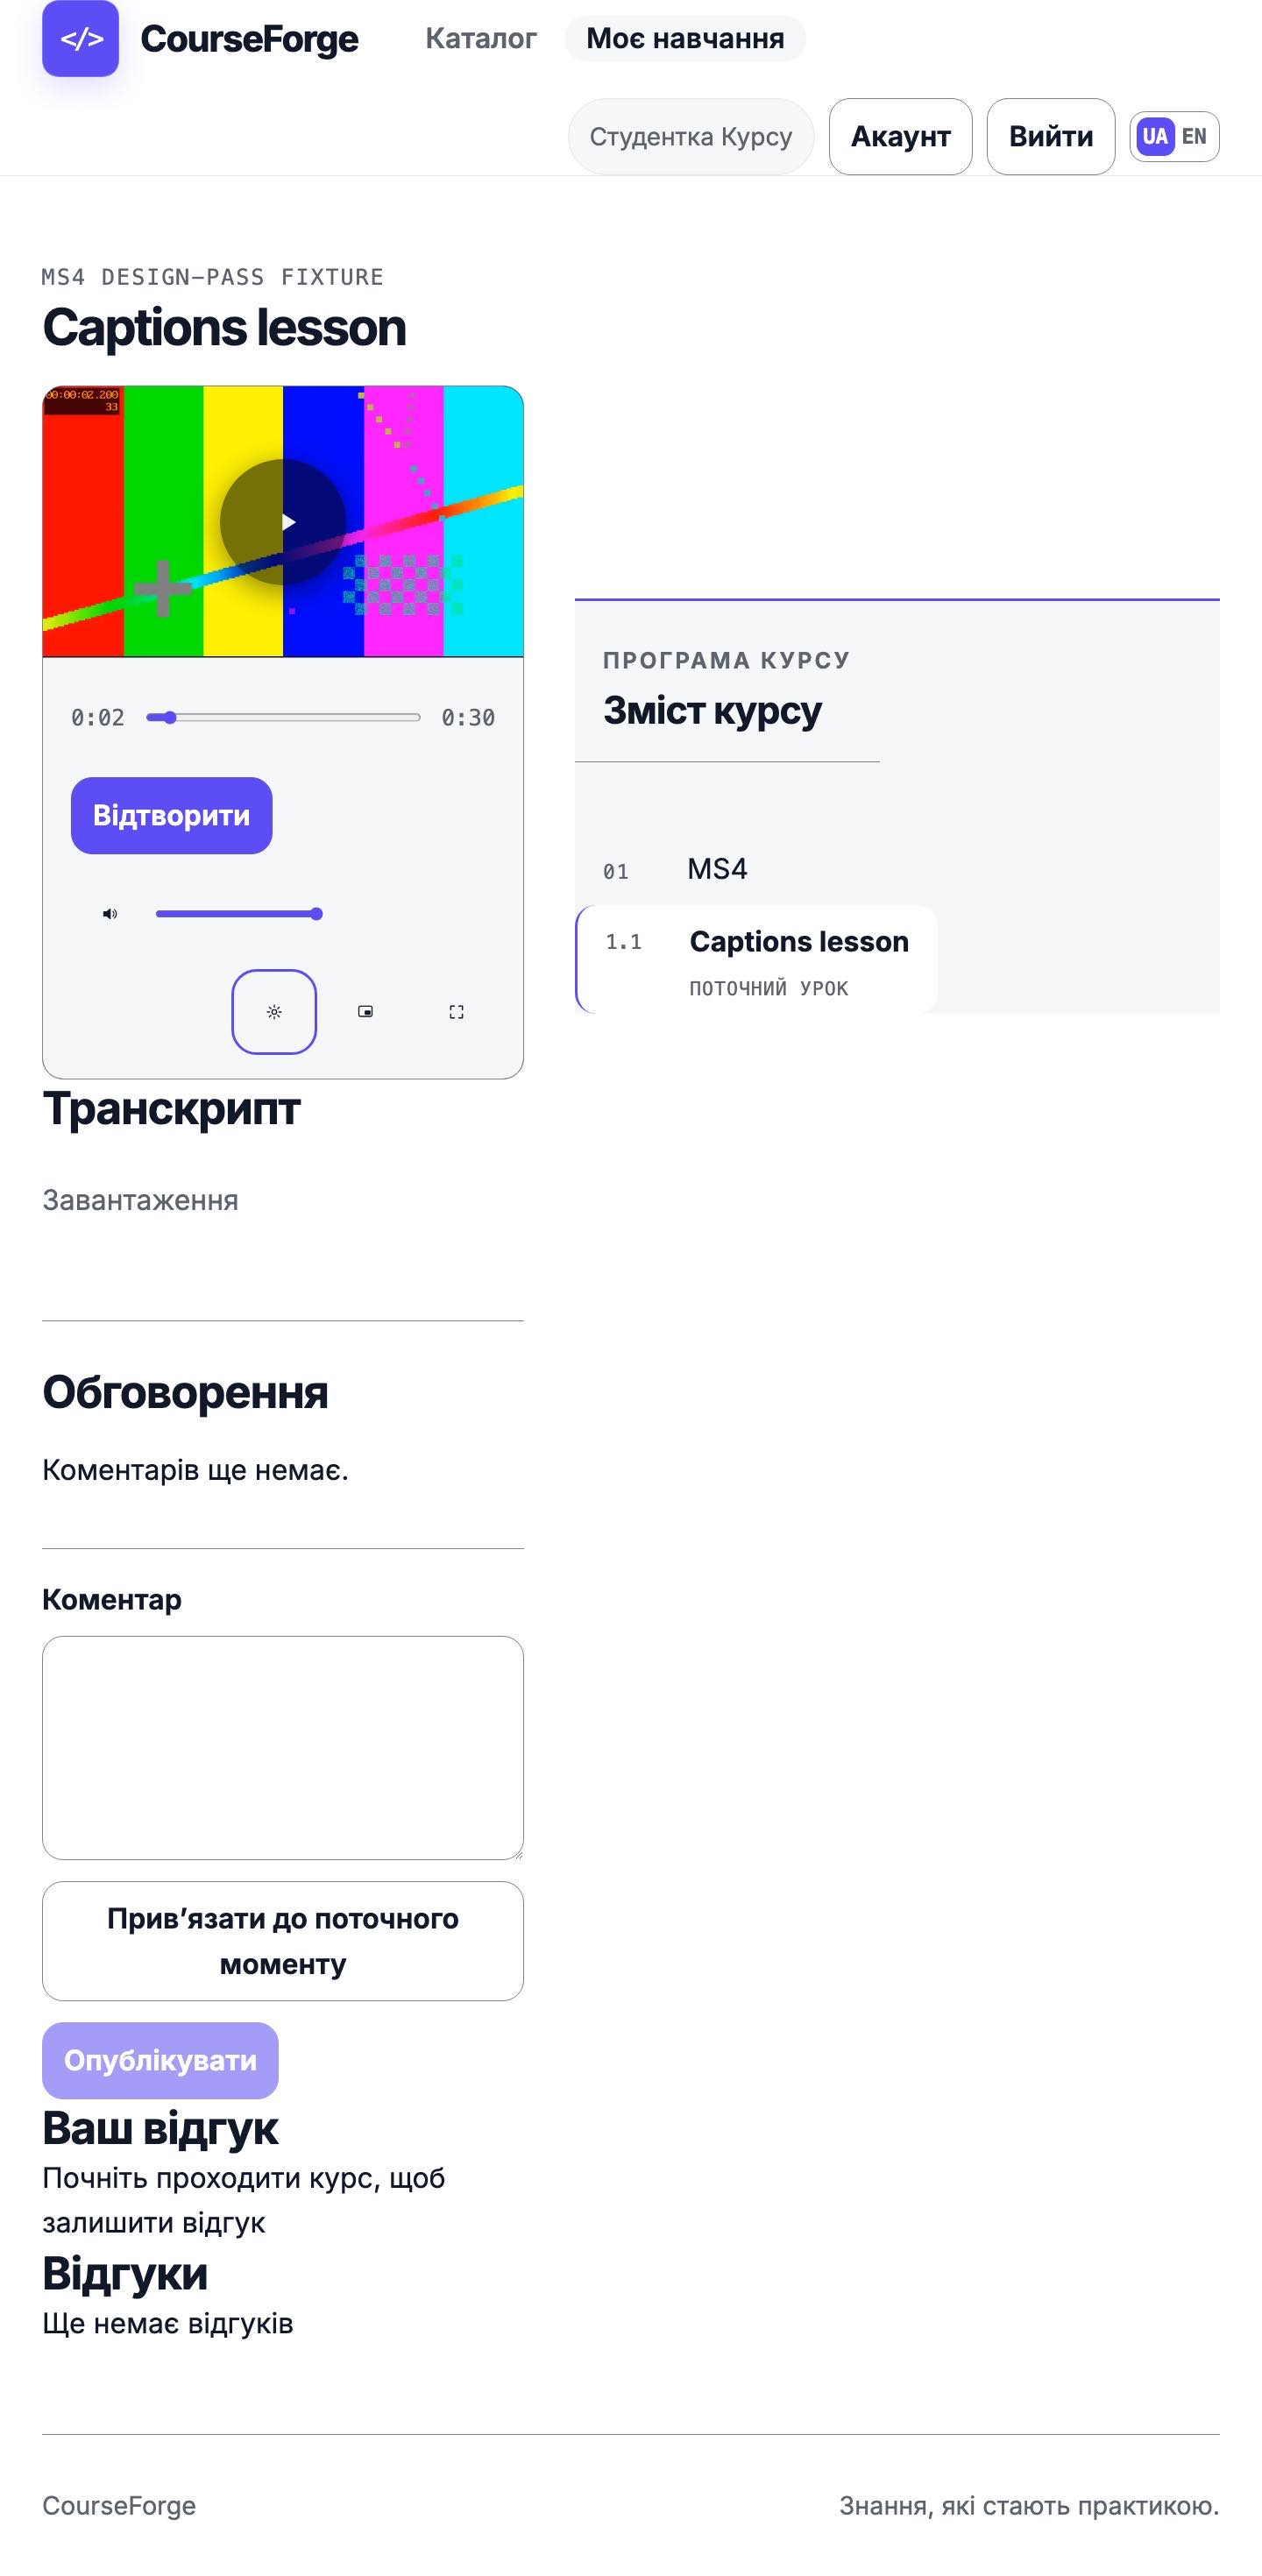 </> CourseForge Каталог Моє навчання
Студентка Курсу Акаунт Вийти UA EN
MS4 DESIGN-PASS FIXTURE
Captions lesson
00:00:02.200
33
0:02 0:30
Відтворити
Транскрипт
Завантаження
ПРОГРАМА КУРСУ
Зміст курсу
01 MS4
1.1 Captions lesson
ПОТОЧНИЙ УРОК
Обговорення
Коментарів ще немає.
Коментар
Прив’язати до поточного
моменту
Опублікувати
Ваш відгук
Почніть проходити курс, щоб
залишити відгук
Відгуки
Ще немає відгуків
CourseForge Знання, які стають практикою.